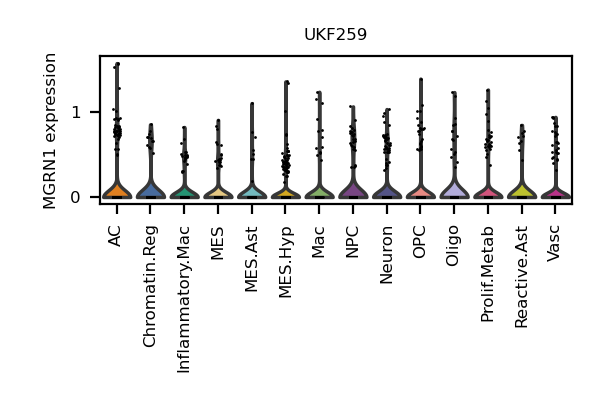 UKF259
MGRN1 expression
1
0
AC
Chromatin.Reg
Inflammatory.Mac
MES
MES.Ast
MES.Hyp
Mac
NPC
Neuron
OPC
Oligo
Prolif.Metab
Reactive.Ast
Vasc